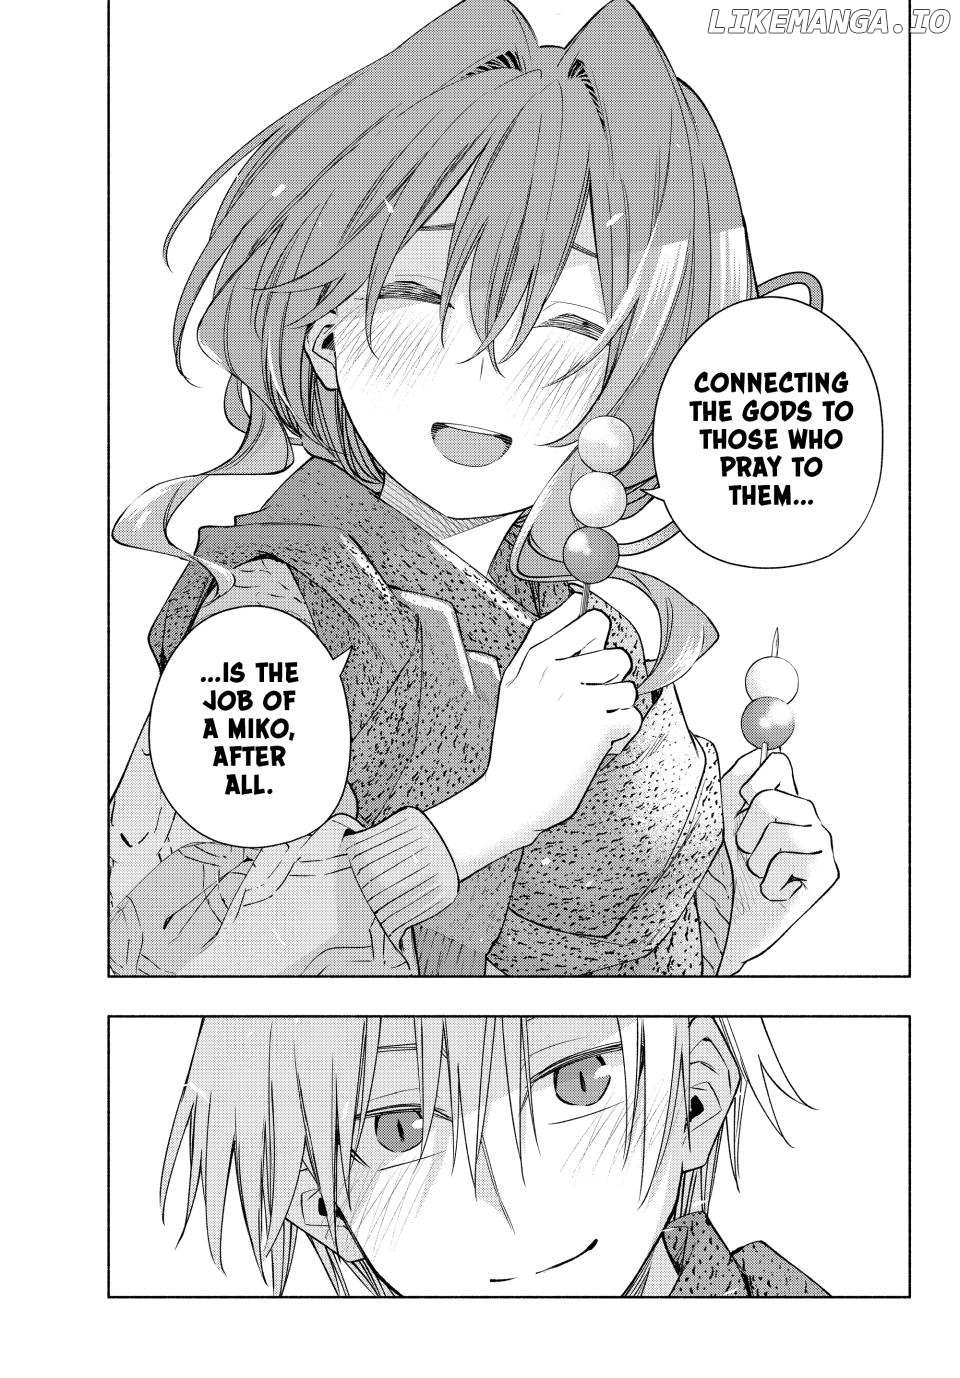 LIKEMANGA.IO
CONNECTING
THE GODS TO
THOSE WHO
PRAY TO
THEM...
...IS THE
JOB OF
A MIKO,
AFTER
ALL.